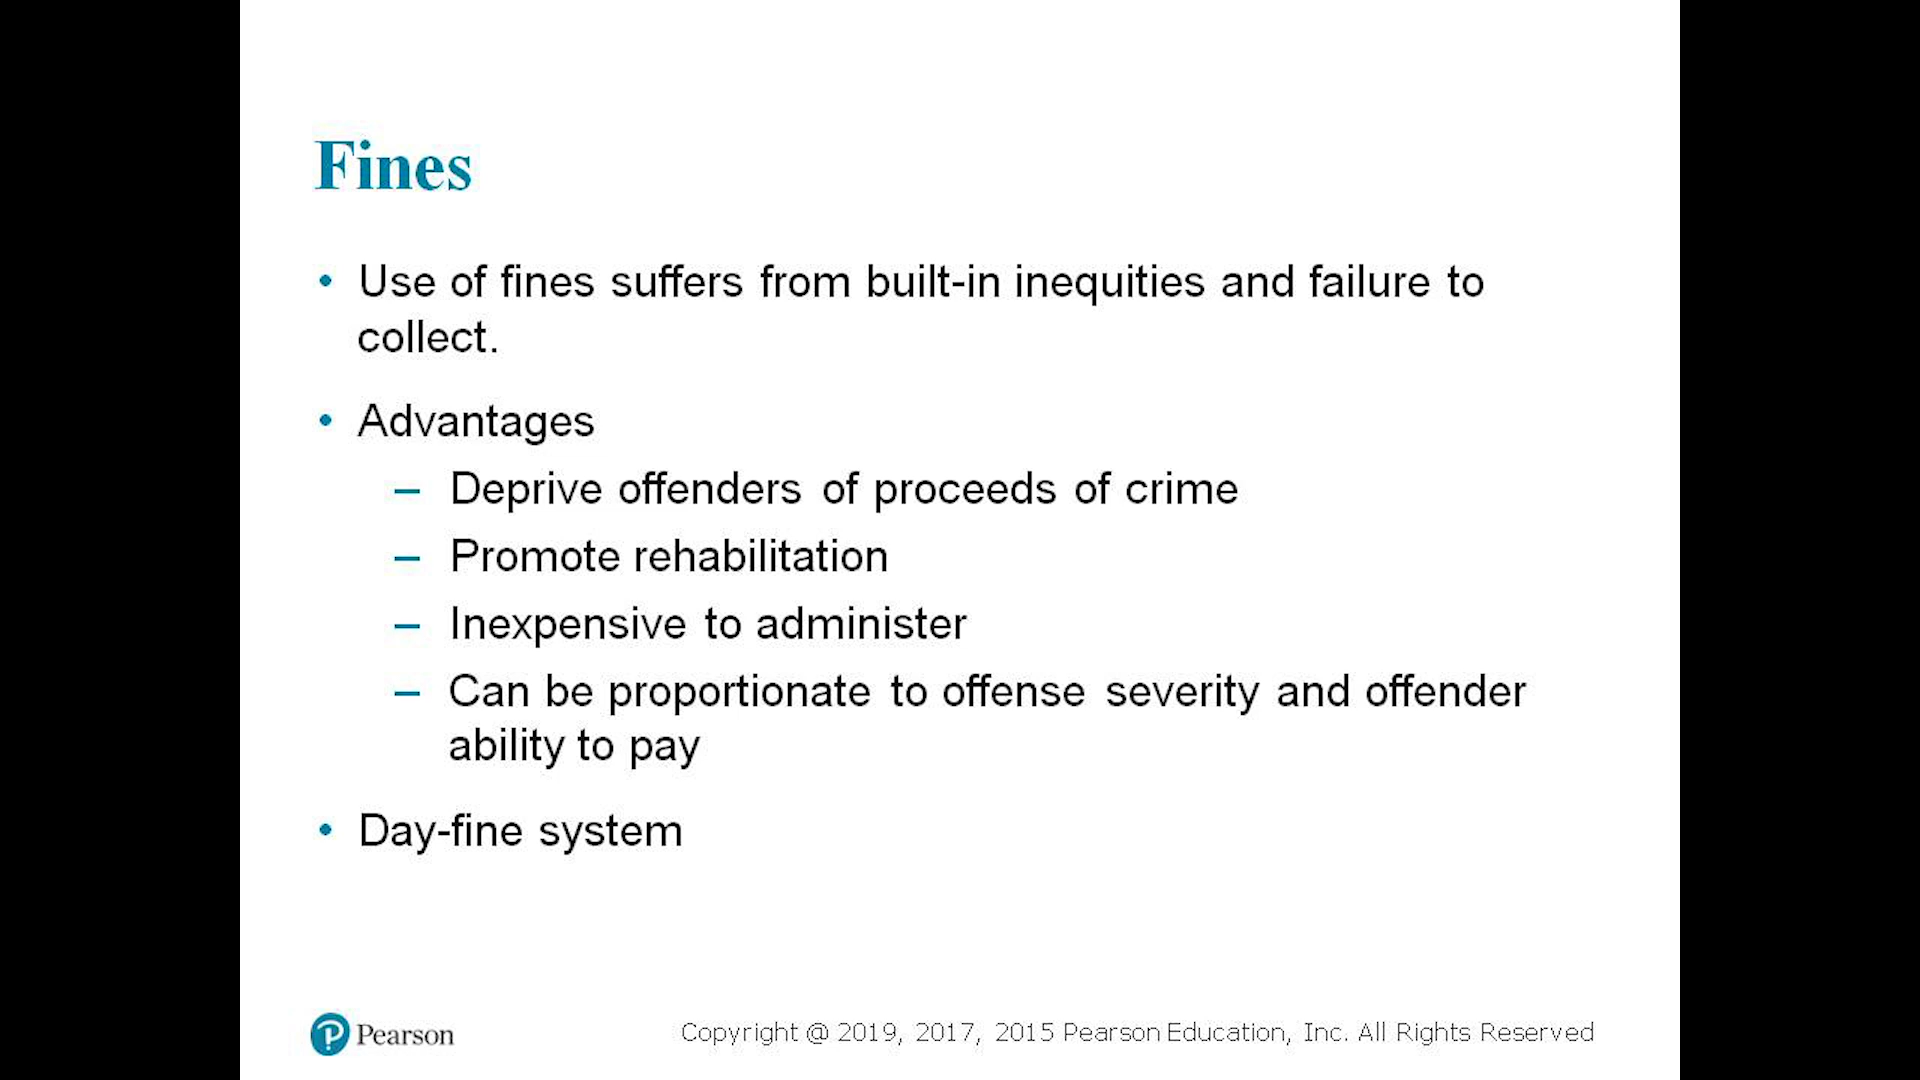 Fines
• Use of fines suffers from built-in inequities and failure to
collect.
• Advantages
– Deprive offenders of proceeds of crime
– Promote rehabilitation
– Inexpensive to administer
– Can be proportionate to offense severity and offender
ability to pay
• Day-fine system
Pearson
Copyright @ 2019, 2017, 2015 Pearson Education, Inc. All Rights Reserved